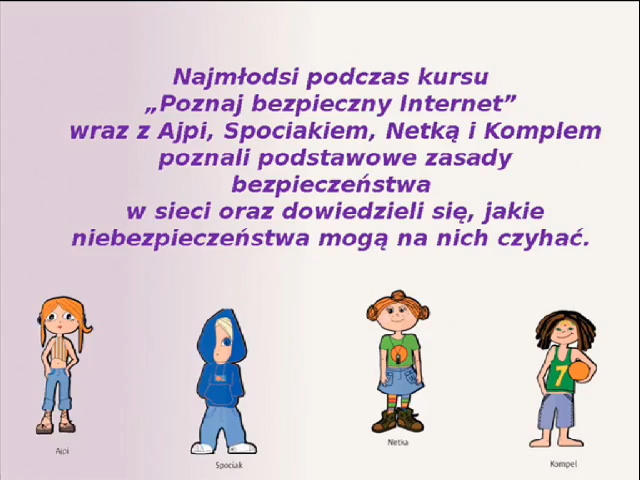 Najmłodsi podczas kursu
„Poznaj bezpieczny Internet”
wraz z Ajpi, Spociakiem, Netką i Komplem
poznali podstawowe zasady
bezpieczeństwa
w sieci oraz dowiedzieli się, jakie
niebezpieczeństwa mogą na nich czyhać.
7
Ajpi
Spociak
Netka
Kompel